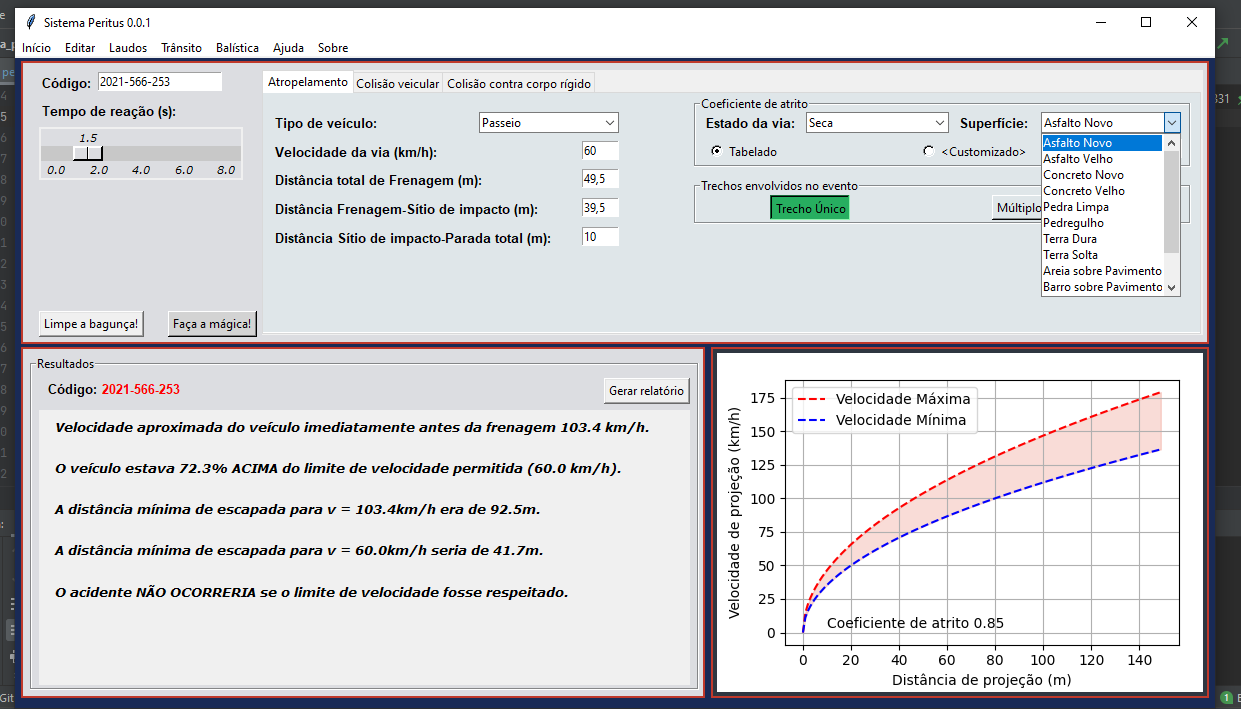 Sistema Peritus 0.0.1
Início Editar Laudos Trânsito Balística Ajuda Sobre
Código: 2021-566-253
Tempo de reação (s):
1.5
0.0 2.0 4.0 6.0 8.0
Limpe a bagunça! Faça a mágica!
Atropelamento Colisão veicular Colisão contra corpo rígido
Tipo de veículo: Passeio
Velocidade da via (km/h): 60
Distância total de Frenagem (m): 49,5
Distância Frenagem-Sítio de impacto (m): 39,5
Distância Sítio de impacto-Parada total (m): 10
Coeficiente de atrito
Estado da via: Seca Superfície: Asfalto Novo
Tabelado <Customizado>
Trechos envolvidos no evento
Trecho Único Múltiplo
Asfalto Novo
Asfalto Velho
Concreto Novo
Concreto Velho
Pedra Limpa
Pedregulho
Terra Dura
Terra Solta
Areia sobre Pavimento
Barro sobre Pavimento
Resultados
Código: 2021-566-253
Gerar relatório
Velocidade aproximada do veículo imediatamente antes da frenagem 103.4 km/h.
O veículo estava 72.3% ACIMA do limite de velocidade permitida (60.0 km/h).
A distância mínima de escapada para v = 103.4km/h era de 92.5m.
A distância mínima de escapada para v = 60.0km/h seria de 41.7m.
O acidente NÃO OCORRERIA se o limite de velocidade fosse respeitado.
Velocidade Máxima
Velocidade Mínima
Velocidade de projeção (km/h)
175
150
125
100
75
50
25
0
Coeficiente de atrito 0.85
0 20 40 60 80 100 120 140
Distância de projeção (m)
331
Git
1